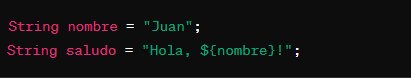 String nombre = "Juan";
String saludo = "Hola, ${nombre}!";